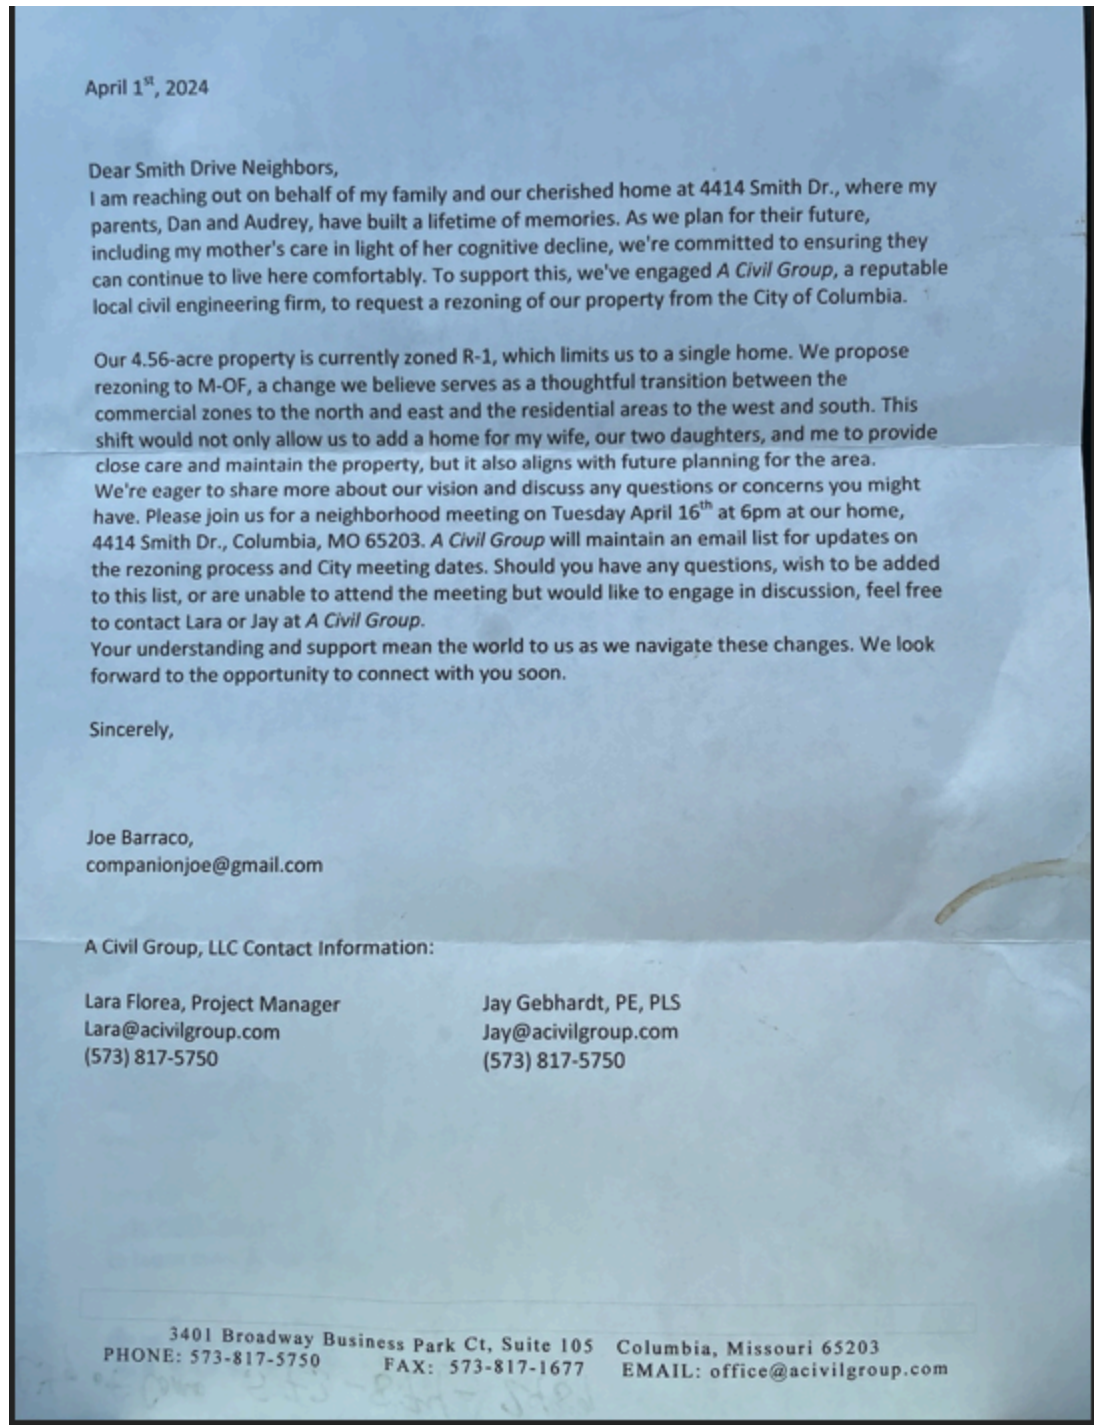 April 1st, 2024
Dear Smith Drive Neighbors,
I am reaching out on behalf of my family and our cherished home at 4414 Smith Dr., where my
parents, Dan and Audrey, have built a lifetime of memories. As we plan for their future,
including my mother's care in light of her cognitive decline, we're committed to ensuring they
can continue to live here comfortably. To support this, we've engaged A Civil Group, a reputable
local civil engineering firm, to request a rezoning of our property from the City of Columbia.
Our 4.56-acre property is currently zoned R-1, which limits us to a single home. We propose
rezoning to M-OF, a change we believe serves as a thoughtful transition between the
commercial zones to the north and east and the residential areas to the west and south. This
shift would not only allow us to add a home for my wife, our two daughters, and me to provide
close care and maintain the property, but it also aligns with future planning for the area.
We're eager to share more about our vision and discuss any questions or concerns you might
have. Please join us for a neighborhood meeting on Tuesday April 16th at 6pm at our home,
4414 Smith Dr., Columbia, MO 65203. A Civil Group will maintain an email list for updates on
the rezoning process and City meeting dates. Should you have any questions, wish to be added
to this list, or are unable to attend the meeting but would like to engage in discussion, feel free
to contact Lara or Jay at A Civil Group.
Your understanding and support mean the world to us as we navigate these changes. We look
forward to the opportunity to connect with you soon.
Sincerely,
Joe Barraco,
companionjoe@gmail.com
A Civil Group, LLC Contact Information:
Lara Florea, Project Manager Jay Gebhardt, PE, PLS
Lara@acivilgroup.com Jay@acivilgroup.com
(573) 817-5750 (573) 817-5750
3401 Broadway Business Park Ct, Suite 105 Columbia, Missouri 65203
PHONE: 573-817-5750 FAX: 573-817-1677 EMAIL: office@acivilgroup.com